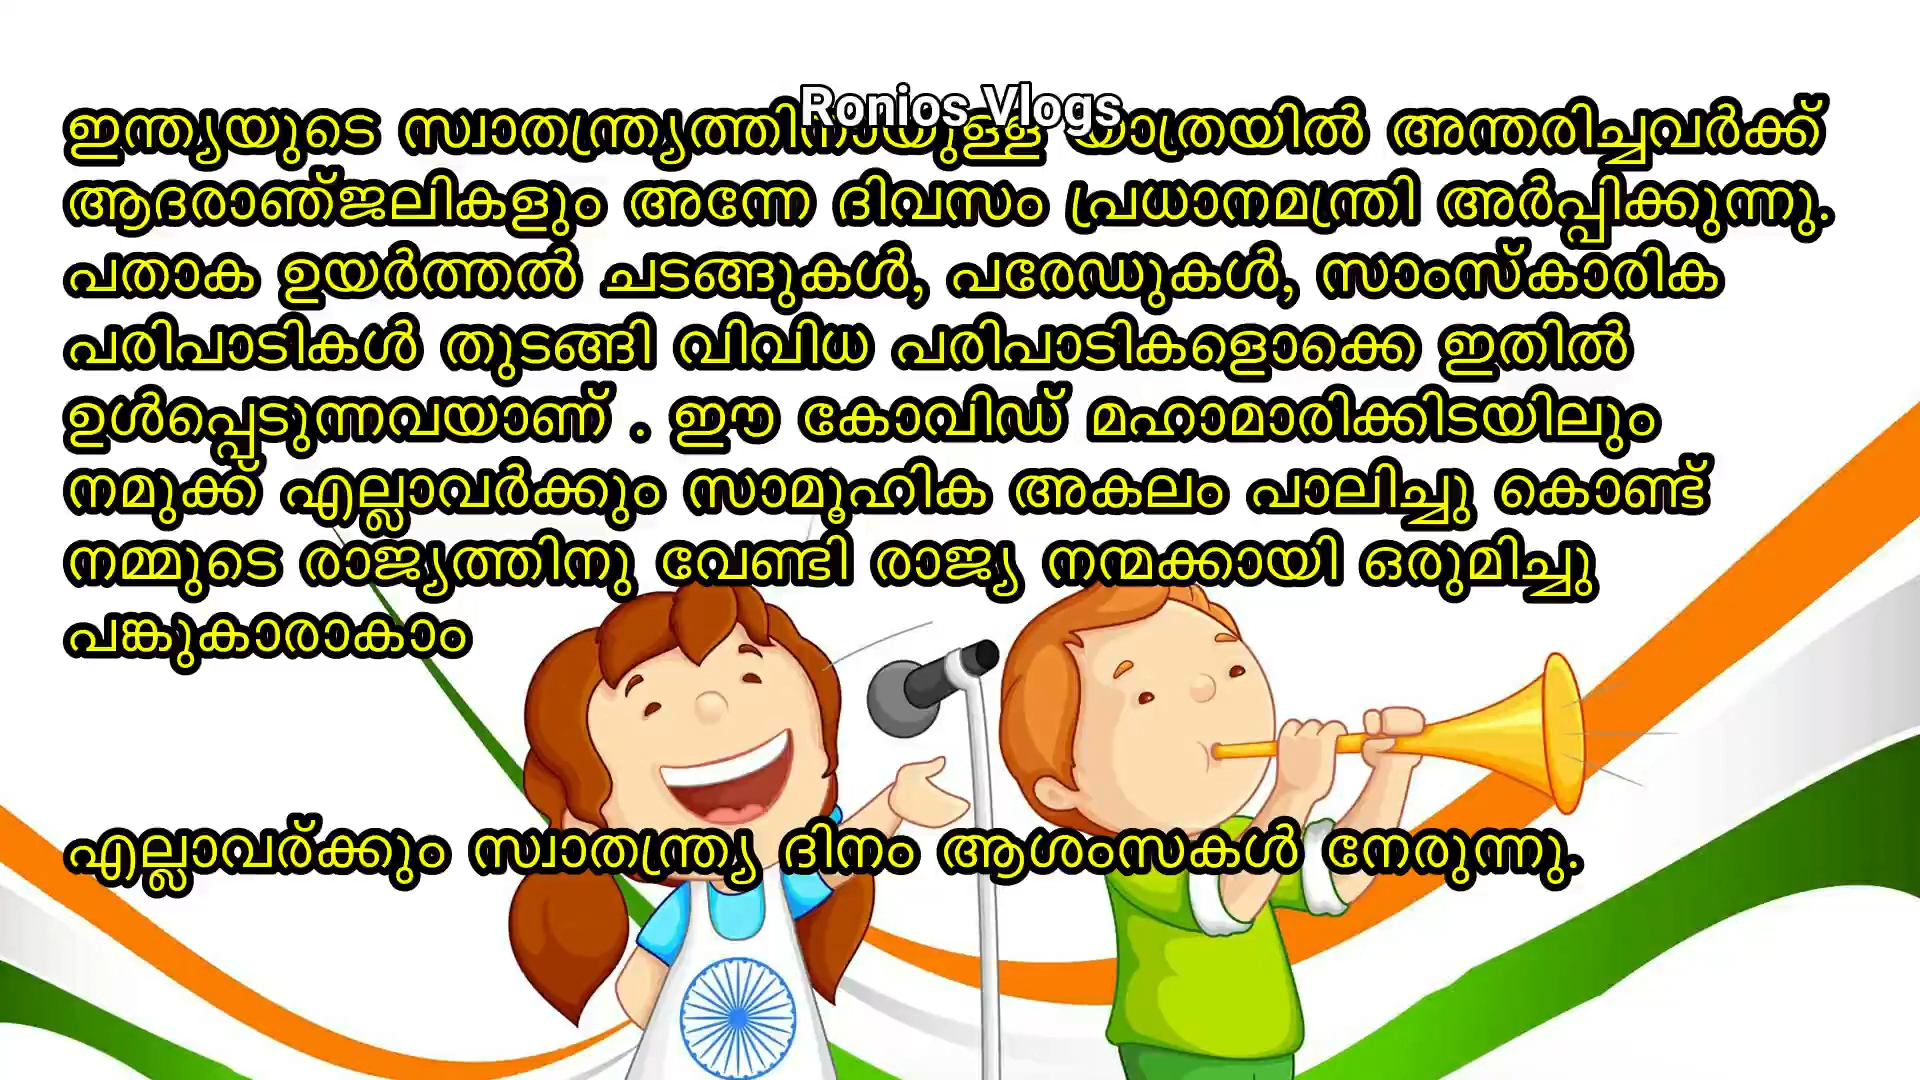 Ronios Vlogs
ഇന്ത്യയുടെ സ്വാതന്ത്ര്യത്തിനായുള്ള യാത്രയിൽ അന്തരിച്ചവർക്ക്
ആദരാഞ്ജലികളും അന്നേ ദിവസം പ്രധാനമന്ത്രി അർപ്പിക്കുന്നു.
പതാക ഉയർത്തൽ ചടങ്ങുകൾ, പരേഡുകൾ, സാംസ്കാരിക
പരിപാടികൾ തുടങ്ങി വിവിധ പരിപാടികളൊക്കെ ഇതിൽ
ഉൾപ്പെടുന്നവയാണ് . ഈ കോവിഡ് മഹാമാരിക്കിടയിലും
നമുക്ക് എല്ലാവർക്കും സാമൂഹിക അകലം പാലിച്ചു കൊണ്ട്
നമ്മുടെ രാജ്യത്തിനു വേണ്ടി രാജ്യ നന്മക്കായി ഒരുമിച്ചു
പങ്കുകാരാകാം
എല്ലാവര്ക്കും സ്വാതന്ത്ര്യ ദിനം ആശംസകൾ നേരുന്നു.